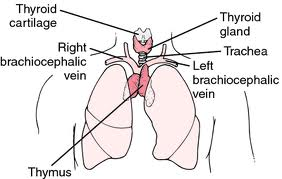 Thyroid
cartilage
Thyroid
gland
Right
brachiocephalic
vein
Trachea
Left
brachiocephalic
vein
Thymus